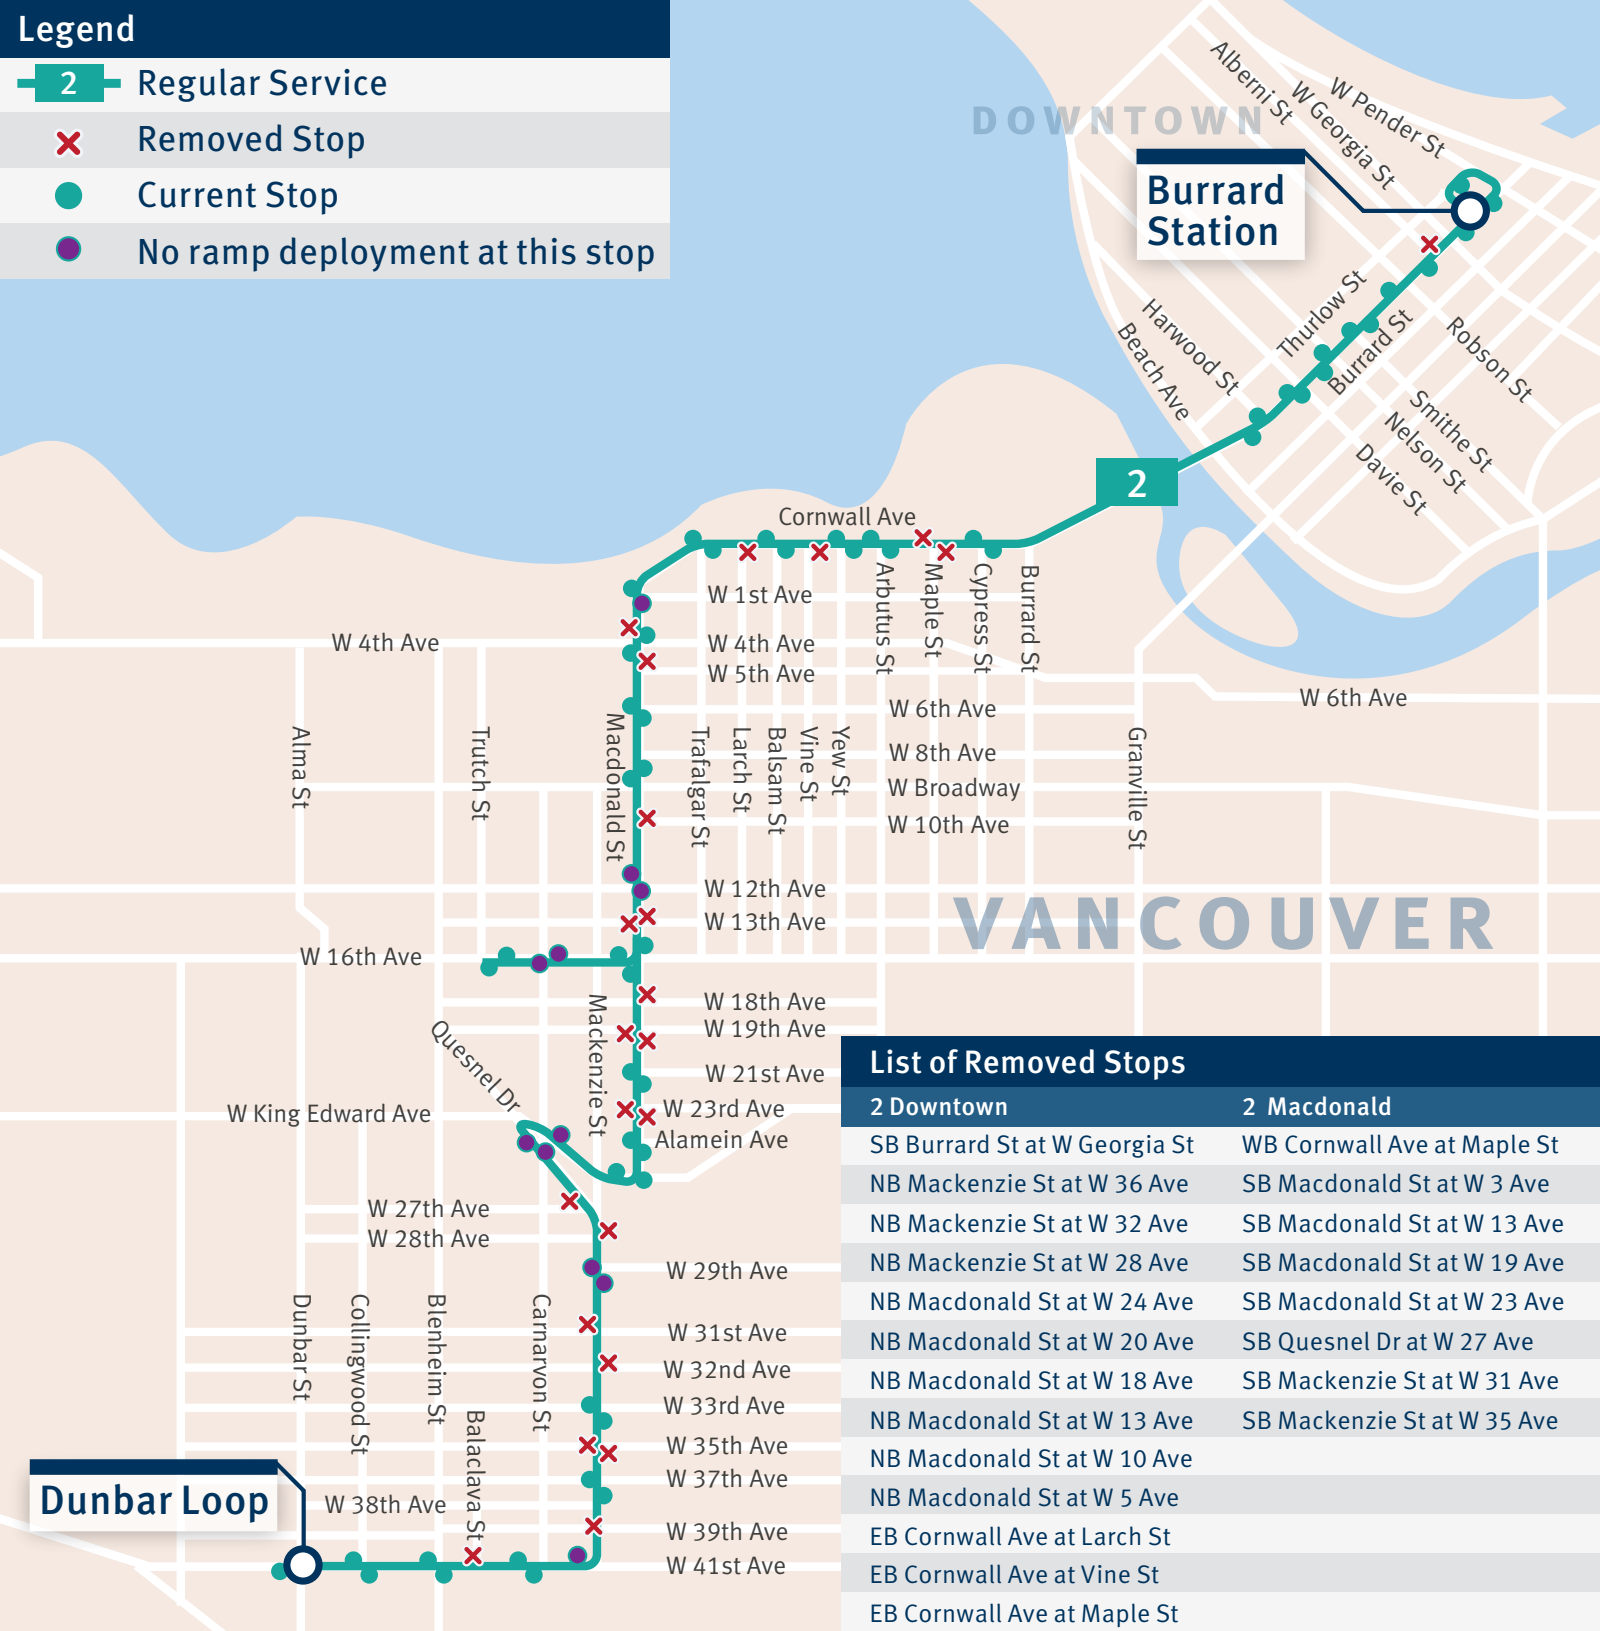 Legend
2 Regular Service
Removed Stop
Current Stop
No ramp deployment at this stop
DOWNTOWN
Alberni St
W Georgia St
W Pender St
Burrard
Station
Thurlow St
Burrard St
Robson St
Harwood St
Beach Ave
Smithe St
Nelson St
Davie St
2
Cornwall Ave
W 1st Ave
Arbutus St
Maple St
Cypress St
Burrard St
W 4th Ave
W 4th Ave
W 5th Ave
W 6th Ave
W 6th Ave
Alma St
Trutch St
Macdonald St
Trafalgar St
Larch St
Balsam St
Vine St
Yew St
W 8th Ave
W Broadway
W 10th Ave
Granville St
W 12th Ave
W 13th Ave
VANCOUVER
W 16th Ave
W 18th Ave
W 19th Ave
Mackenzie St
Quesnel Dr
W 21st Ave
W King Edward Ave
W 23rd Ave
Alamein Ave
W 27th Ave
W 28th Ave
W 29th Ave
Dunbar St
Collingwood St
Blenheim St
Carnarvon St
Balaclava St
W 31st Ave
W 32nd Ave
W 33rd Ave
W 35th Ave
W 37th Ave
W 38th Ave
W 39th Ave
W 41st Ave
Dunbar Loop
List of Removed Stops
2 Downtown 2 Macdonald
SB Burrard St at W Georgia St WB Cornwall Ave at Maple St
NB Mackenzie St at W 36 Ave SB Macdonald St at W 3 Ave
NB Mackenzie St at W 32 Ave SB Macdonald St at W 13 Ave
NB Mackenzie St at W 28 Ave SB Macdonald St at W 19 Ave
NB Macdonald St at W 24 Ave SB Macdonald St at W 23 Ave
NB Macdonald St at W 20 Ave SB Quesnel Dr at W 27 Ave
NB Macdonald St at W 18 Ave SB Mackenzie St at W 31 Ave
NB Macdonald St at W 13 Ave SB Mackenzie St at W 35 Ave
NB Macdonald St at W 10 Ave
NB Macdonald St at W 5 Ave
EB Cornwall Ave at Larch St
EB Cornwall Ave at Vine St
EB Cornwall Ave at Maple St